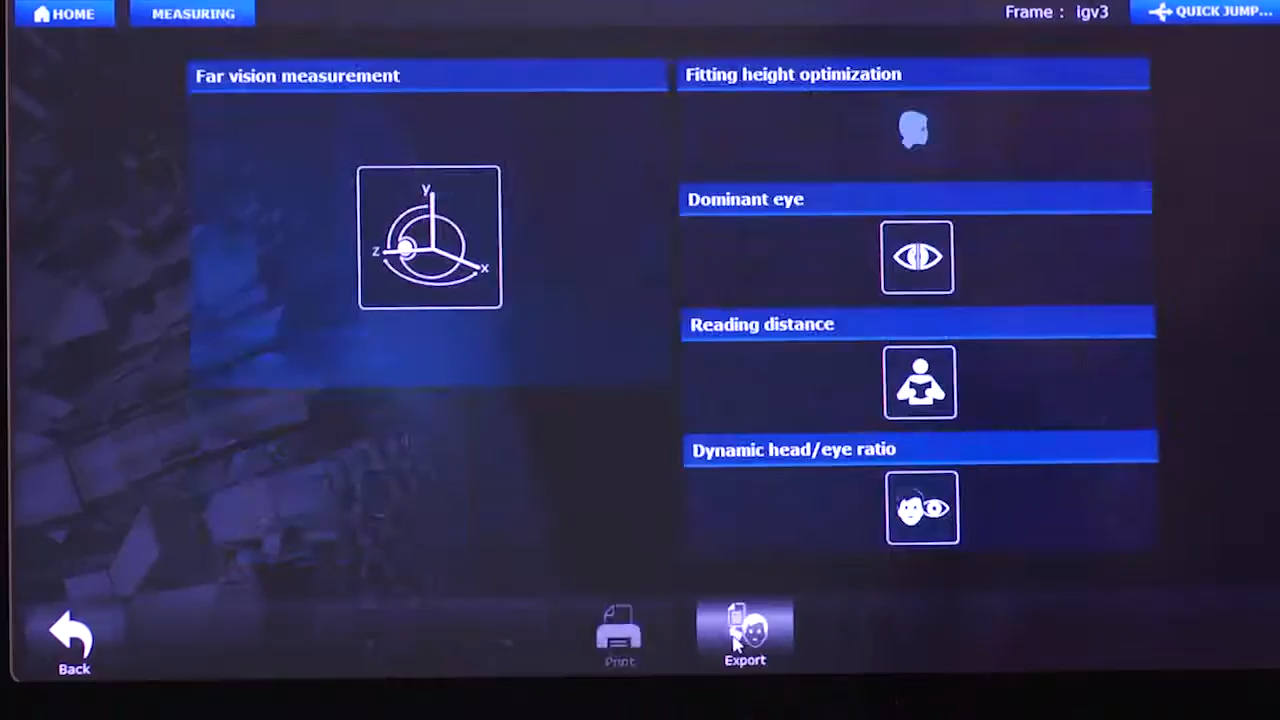 HOME
MEASURING
Frame : lgv3
QUICK JUMP...
Far vision measurement
y
z
x
Fitting height optimization
Dominant eye
Reading distance
Dynamic head/eye ratio
Back
Print
Export